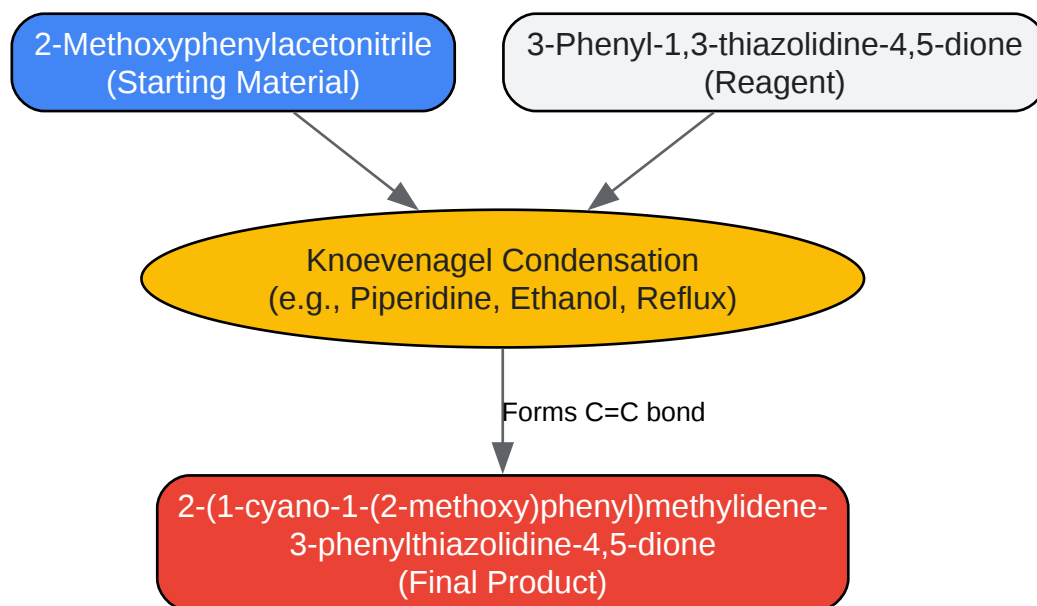 2-Methoxyphenylacetonitrile
(Starting Material)
3-Phenyl-1,3-thiazolidine-4,5-dione
(Reagent)
Knoevenagel Condensation
(e.g., Piperidine, Ethanol, Reflux)
Forms C=C bond
2-(1-cyano-1-(2-methoxy)phenyl)methylidene-
3-phenylthiazolidine-4,5-dione
(Final Product)